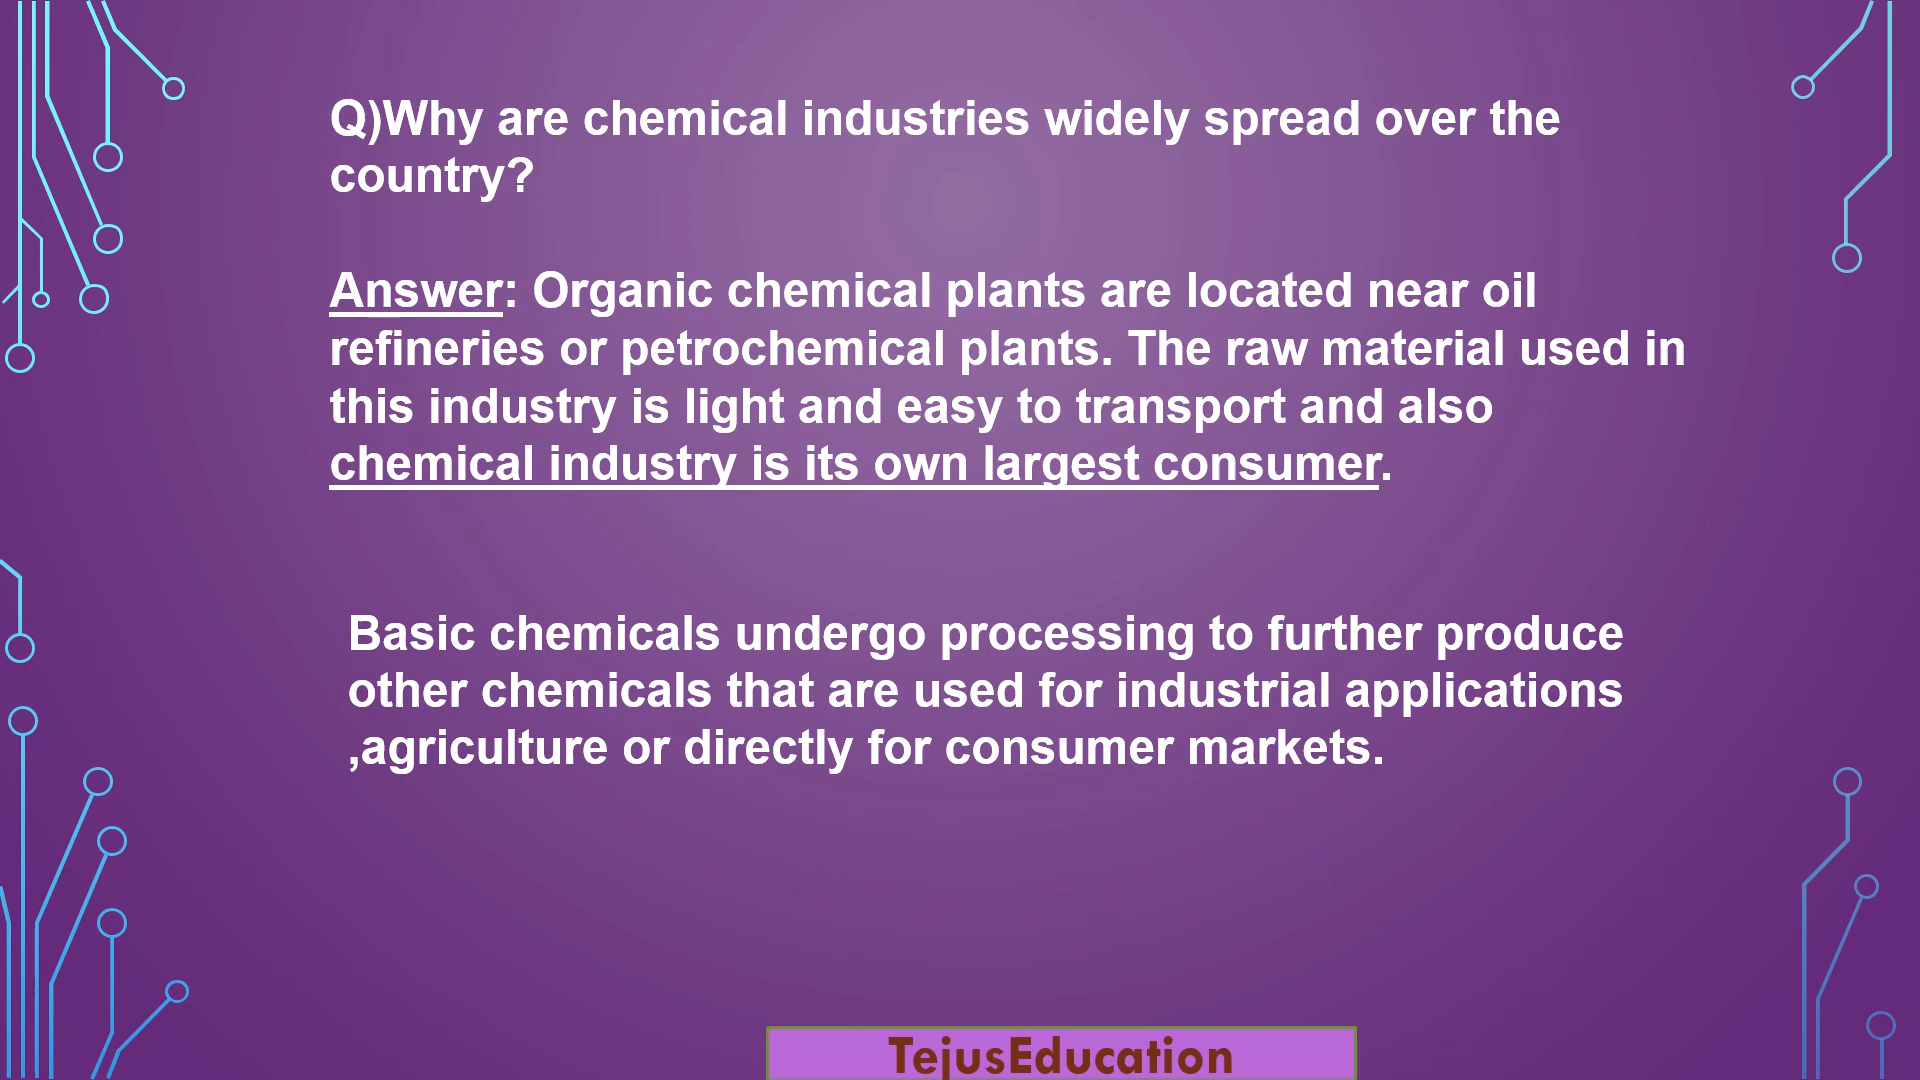 Q)Why are chemical industries widely spread over the
country?
Answer: Organic chemical plants are located near oil
refineries or petrochemical plants. The raw material used in
this industry is light and easy to transport and also
chemical industry is its own largest consumer.
Basic chemicals undergo processing to further produce
other chemicals that are used for industrial applications
,agriculture or directly for consumer markets.
TejusEducation